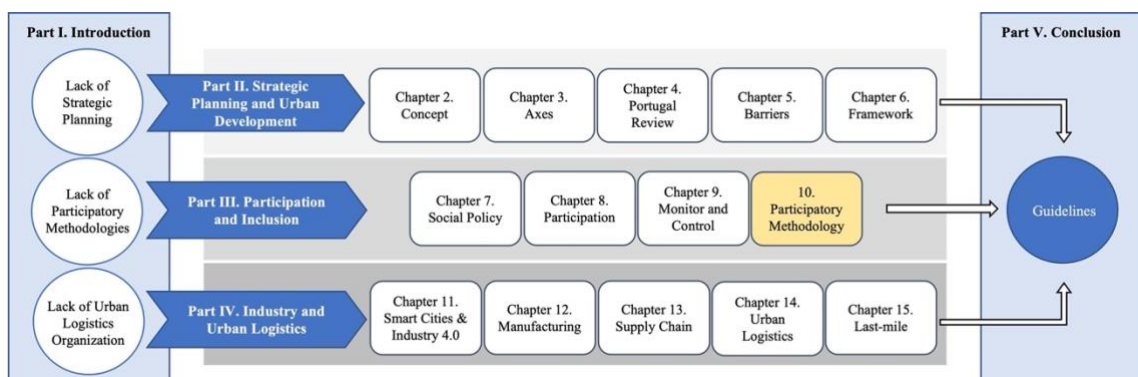 Part I. Introduction
Part V. Conclusion
Lack of
Strategic
Planning
Part II. Strategic
Planning and Urban
Development
Chapter 2.
Concept
Chapter 3.
Axes
Chapter 4.
Portugal
Review
Chapter 5.
Barriers
Chapter 6.
Framework
Lack of
Participatory
Methodologies
Part III. Participation
and Inclusion
Chapter 7.
Social Policy
Chapter 8.
Participation
Chapter 9.
Monitor and
Control
10.
Participatory
Methodology
Guidelines
Lack of Urban
Logistics
Organization
Part IV. Industry and
Urban Logistics
Chapter 11.
Smart Cities &
Industry 4.0
Chapter 12.
Manufacturing
Chapter 13.
Supply Chain
Chapter 14.
Urban
Logistics
Chapter 15.
Last-mile